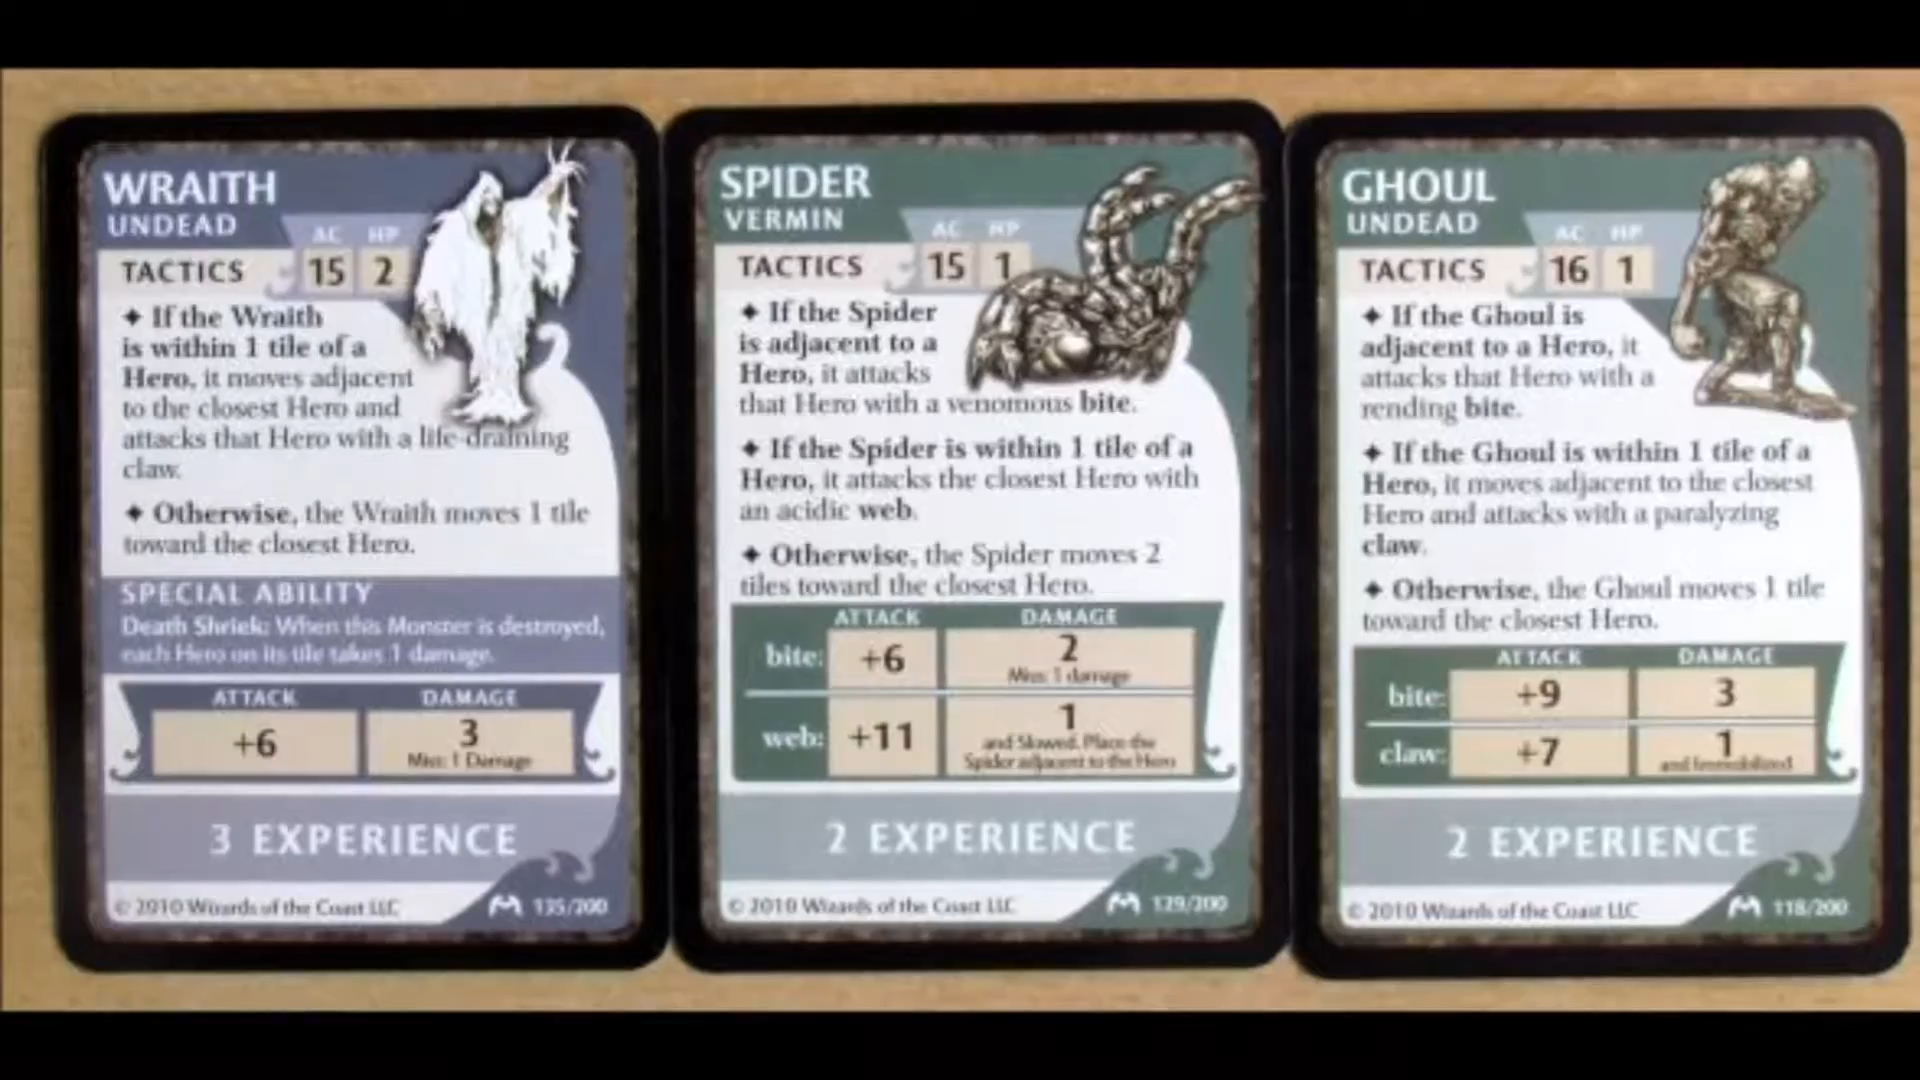 WRAITH
UNDEAD
AC HP
TACTICS 15 2
✦ If the Wraith
is within 1 tile of a
Hero, it moves adjacent
to the closest Hero and
attacks that Hero with a life-draining
claw.
✦ Otherwise, the Wraith moves 1 tile
toward the closest Hero.
SPECIAL ABILITY
Death Shriek: When this Monster is destroyed,
each Hero on its tile takes 1 damage.
ATTACK DAMAGE
+6 3
Miss: 1 Damage
3 EXPERIENCE
© 2010 Wizards of the Coast LLC 135/200
SPIDER
VERMIN
AC HP
TACTICS 15 1
✦ If the Spider
is adjacent to a
Hero, it attacks
that Hero with a venomous bite.
✦ If the Spider is within 1 tile of a
Hero, it attacks the closest Hero with
an acidic web.
✦ Otherwise, the Spider moves 2
tiles toward the closest Hero.
ATTACK DAMAGE
bite: +6 2
Miss: 1 damage
web: +11 1
and Slowed. Place the
Spider adjacent to the Hero
2 EXPERIENCE
© 2010 Wizards of the Coast LLC 129/200
GHOUL
UNDEAD
AC HP
TACTICS 16 1
✦ If the Ghoul is
adjacent to a Hero, it
attacks that Hero with a
rending bite.
✦ If the Ghoul is within 1 tile of a
Hero, it moves adjacent to the closest
Hero and attacks with a paralyzing
claw.
✦ Otherwise, the Ghoul moves 1 tile
toward the closest Hero.
ATTACK DAMAGE
bite: +9 3
claw: +7 1
and Immobilized
2 EXPERIENCE
© 2010 Wizards of the Coast LLC 118/200